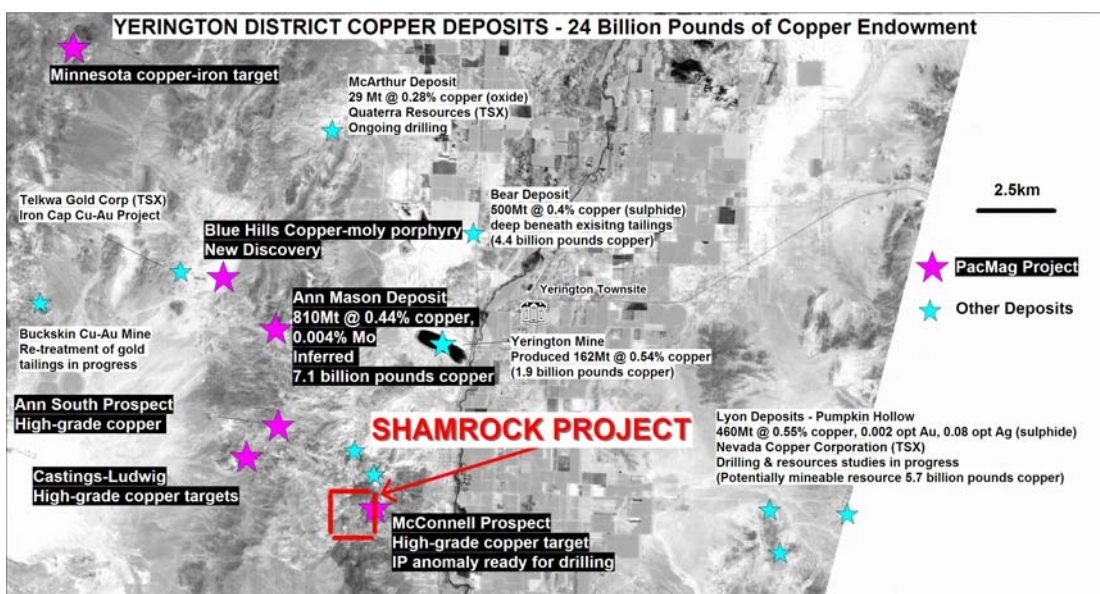 YERINGTON DISTRICT COPPER DEPOSITS - 24 Billion Pounds of Copper Endowment
Minnesota copper-iron target
McArthur Deposit
29 Mt @ 0.28% copper (oxide)
Quaterra Resources (TSX)
Ongoing drilling
Telkwa Gold Corp (TSX)
Iron Cap Cu-Au Project
Bear Deposit
500Mt @ 0.4% copper (sulphide)
deep beneath exisitng tailings
(4.4 billion pounds copper)
2.5km
Blue Hills Copper-moly porphyry
New Discovery
PacMag Project
Other Deposits
Ann Mason Deposit
810Mt @ 0.44% copper,
0.004% Mo
Inferred
7.1 billion pounds copper
Yerington Townsite
Buckskin Cu-Au Mine
Re-treatment of gold
tailings in progress
Yerington Mine
Produced 162Mt @ 0.54% copper
(1.9 billion pounds copper)
Ann South Prospect
High-grade copper
SHAMROCK PROJECT
Lyon Deposits - Pumpkin Hollow
460Mt @ 0.55% copper, 0.002 opt Au, 0.08 opt Ag (sulphide)
Nevada Copper Corporation (TSX)
Drilling & resources studies in progress
(Potentially mineable resource 5.7 billion pounds copper)
Castings-Ludwig
High-grade copper targets
McConnell Prospect
High-grade copper target
IP anomaly ready for drilling